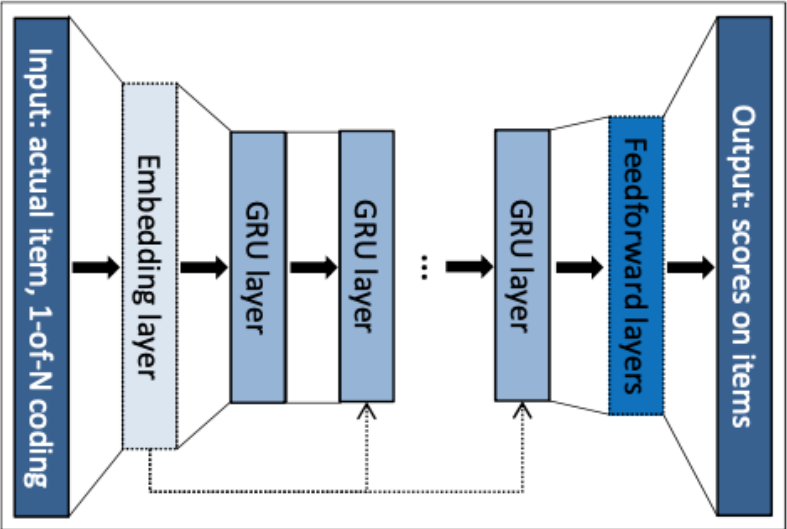 Input: actual item, 1-of-N coding
Embedding layer
GRU layer
GRU layer
...
GRU layer
Feedforward layers
Output: scores on items